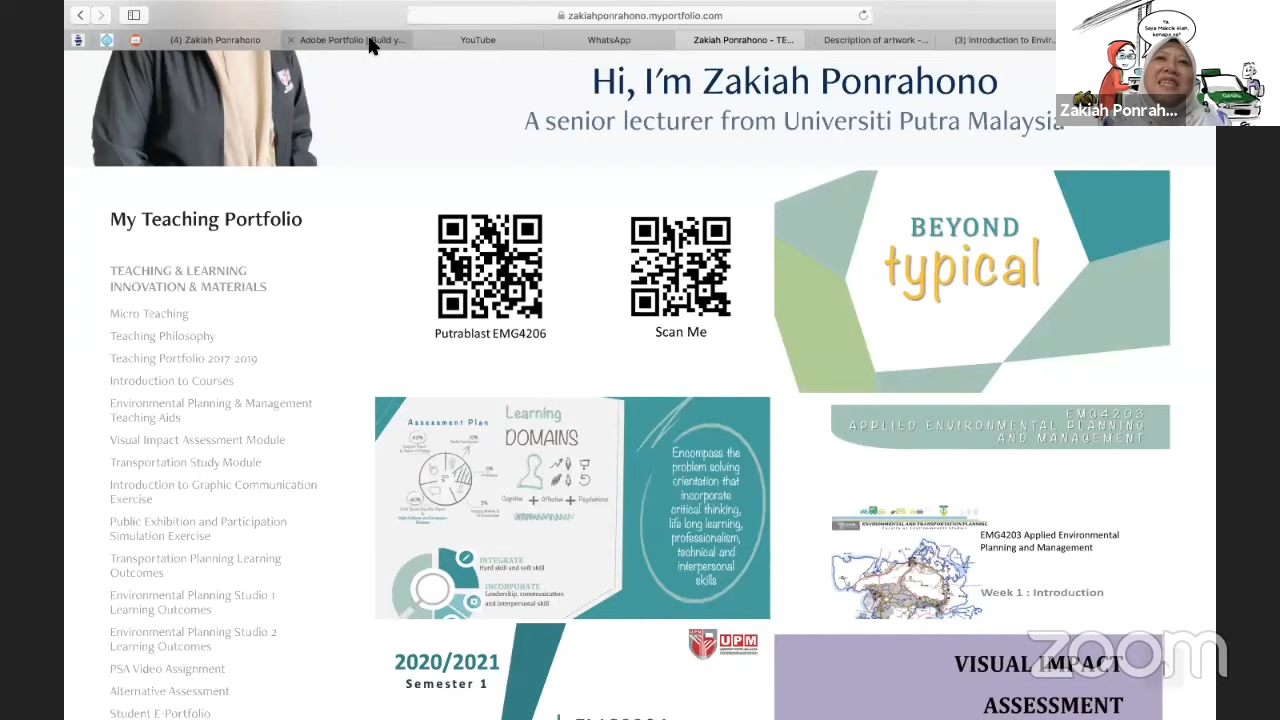 zakiahponrahono.myportfolio.com
(4) Zakiah Ponrahono
Adobe Portfolio | Build y...
YouTube
WhatsApp
Zakiah Ponrahono - TE...
Description of artwork -...
(3) Introduction to Envir...
Ya,
Saya Makcik Kiah,
kenapa ya?
Zakiah Ponrah...
Hi, I'm Zakiah Ponrahono
A senior lecturer from Universiti Putra Malaysia
My Teaching Portfolio
TEACHING & LEARNING
INNOVATION & MATERIALS
Micro Teaching
Teaching Philosophy
Teaching Portfolio 2017-2019
Introduction to Courses
Environmental Planning & Management
Teaching Aids
Visual Impact Assessment Module
Transportation Study Module
Introduction to Graphic Communication
Exercise
Public Exhibition and Participation
Simulation Exercise
Transportation Planning Learning
Outcomes
Environmental Planning Studio 1
Learning Outcomes
Environmental Planning Studio 2
Learning Outcomes
PSA Video Assignment
Alternative Assessment
Student E-Portfolio
Putrablast EMG4206
Scan Me
BEYOND
typical
Assessment Plan
Learning
DOMAINS
Cognitive + Affective +
INTEGRATE
Hard skill and soft skill
INCORPORATE
Leadership, communication
and interpersonal skill
Encompass the
problem solving
orientation that
incorporate
critical thinking,
life long learning,
professionalism,
technical and
interpersonal
skills
EMG4203
APPLIED ENVIRONMENTAL PLANNING
AND MANAGEMENT
ENVIRONMENTAL AND TRANSPORTATION PLANNING
EMG4203 Applied Environmental
Planning and Management
Week 1 : Introduction
2020/2021
Semester 1
UPM
VISUAL IMPACT
ASSESSMENT
zoom